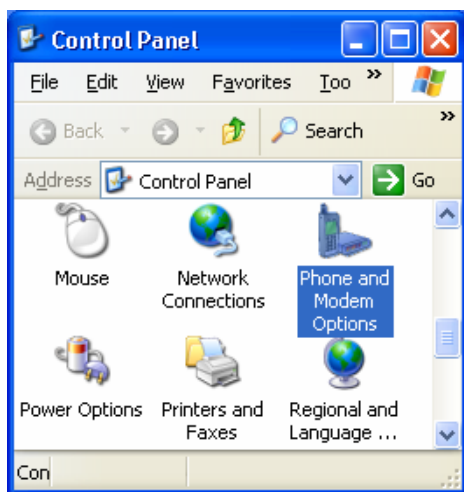 Control Panel
File Edit View Favorites Too »
Back Search »
Address Control Panel Go
Mouse Network Connections Phone and Modem Options
Power Options Printers and Faxes Regional and Language ...
Con